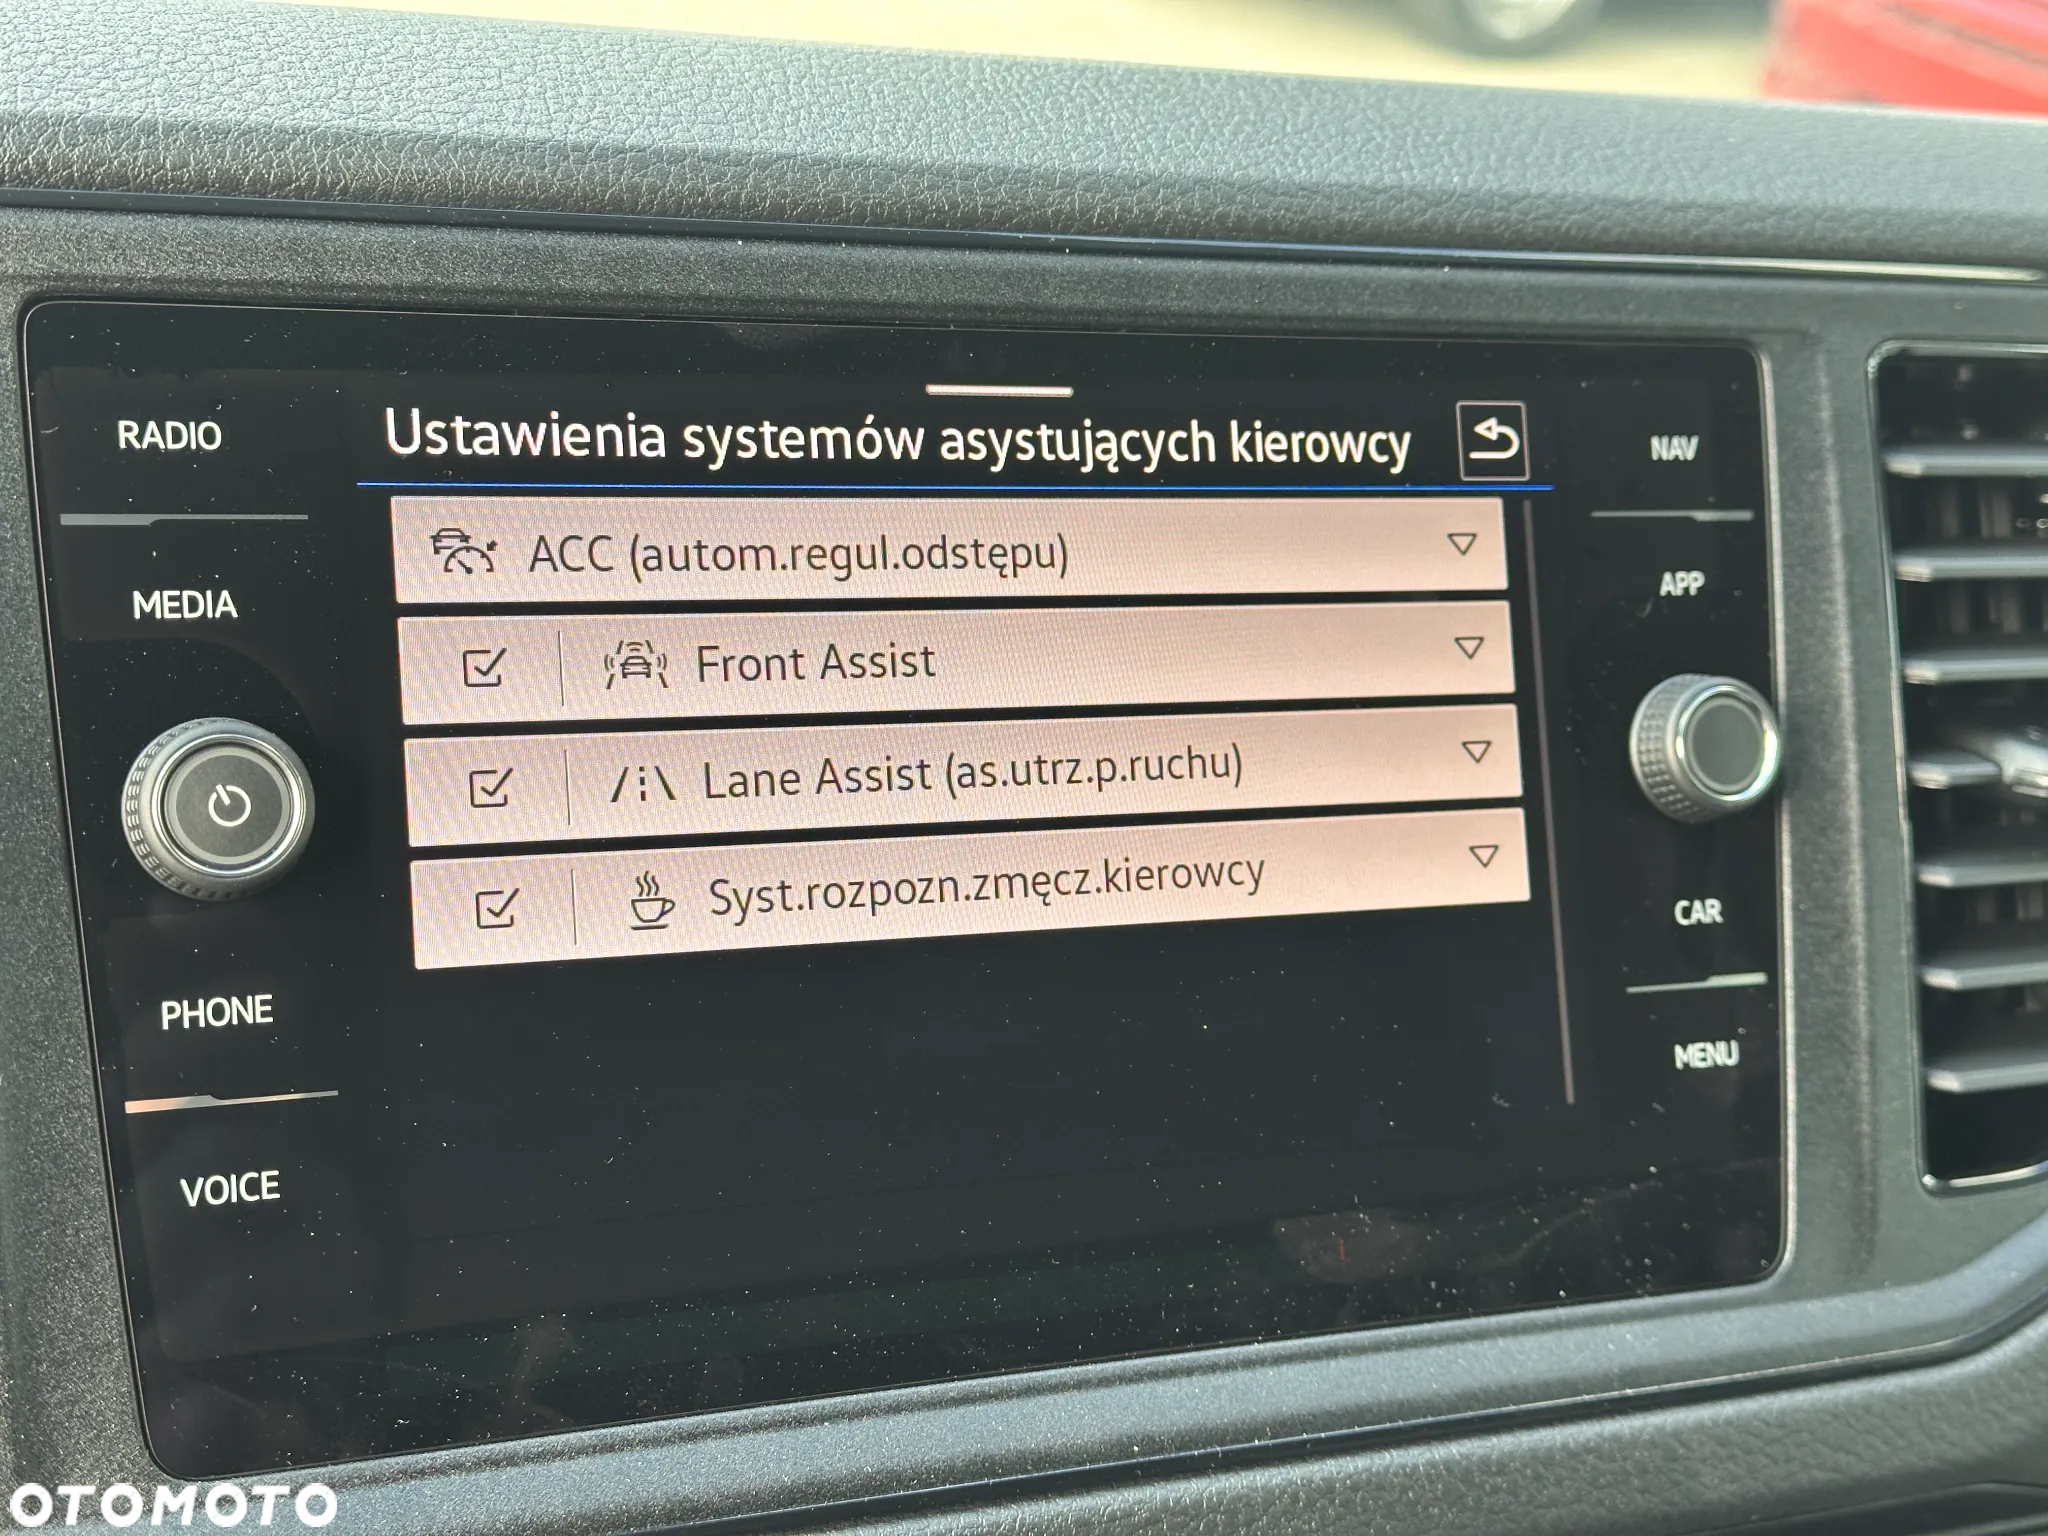 RADIO
MEDIA
PHONE
VOICE
Ustawienia systemów asystujących kierowcy
ACC (autom.regul.odstępu)
Front Assist
Lane Assist (as.utrz.p.ruchu)
Syst.rozpozn.zmęcz.kierowcy
NAV
APP
CAR
MENU
OTOMOTO